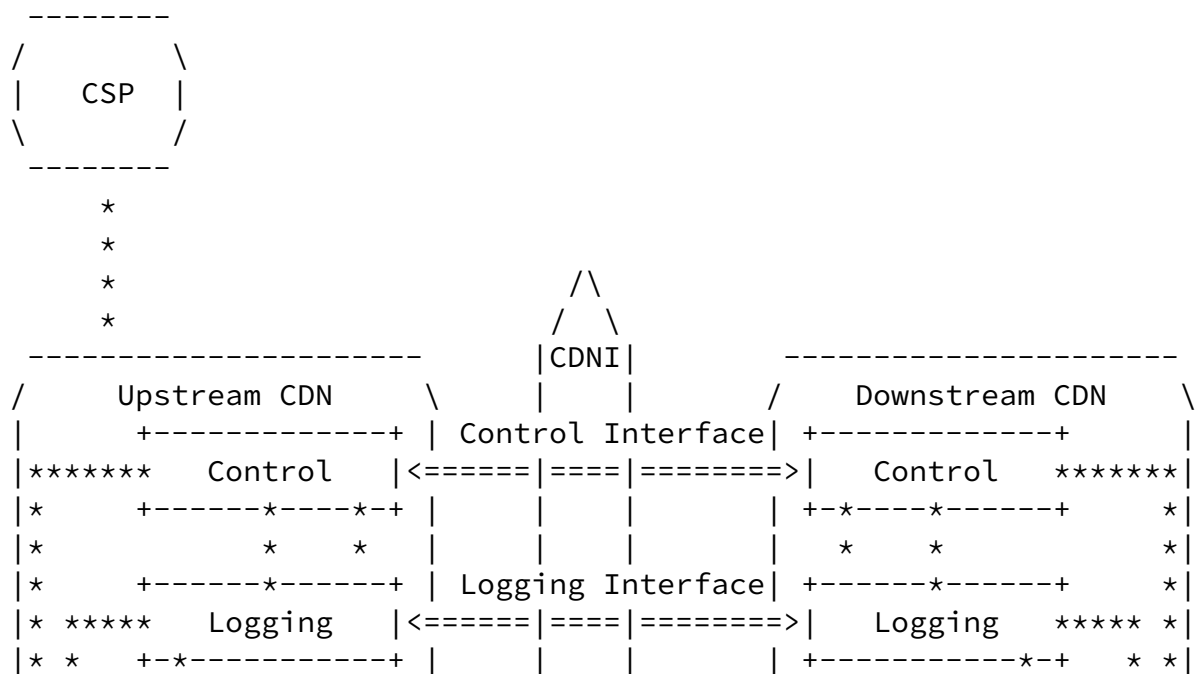 CSP
CDNI
Upstream CDN Downstream CDN
Control Interface
Control Control
Logging Interface
Logging Logging